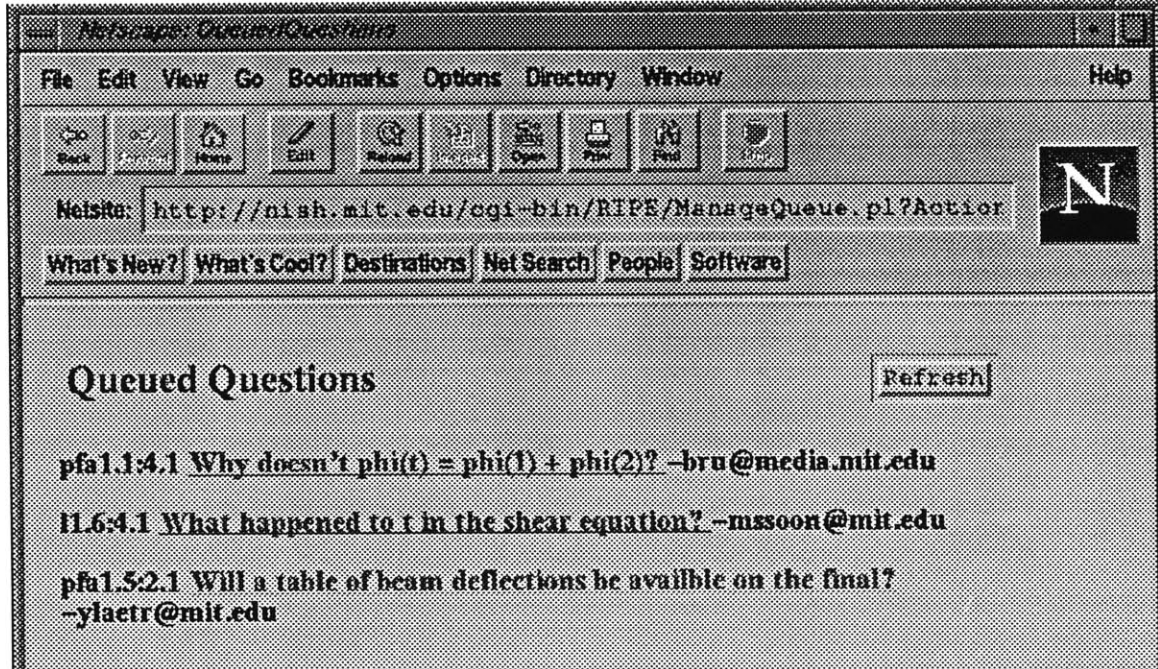 Netscape: QueuedQuestions
File Edit View Go Bookmarks Options Directory Window Help
Back Forward Home Edit Reload Images Open Print Find Stop
N
Netsite: http://nish.mit.edu/cgi-bin/RIPE/ManageQueue.pl?Action
What's New? What's Cool? Destinations Net Search People Software
Queued Questions Refresh
pfa1.1:4.1 Why doesn't phi(t) = phi(1) + phi(2)? –bru@media.mit.edu
l1.6:4.1 What happened to t in the shear equation? –mssoon@mit.edu
pfa1.5:2.1 Will a table of beam deflections be availble on the final?
–ylaetr@mit.edu